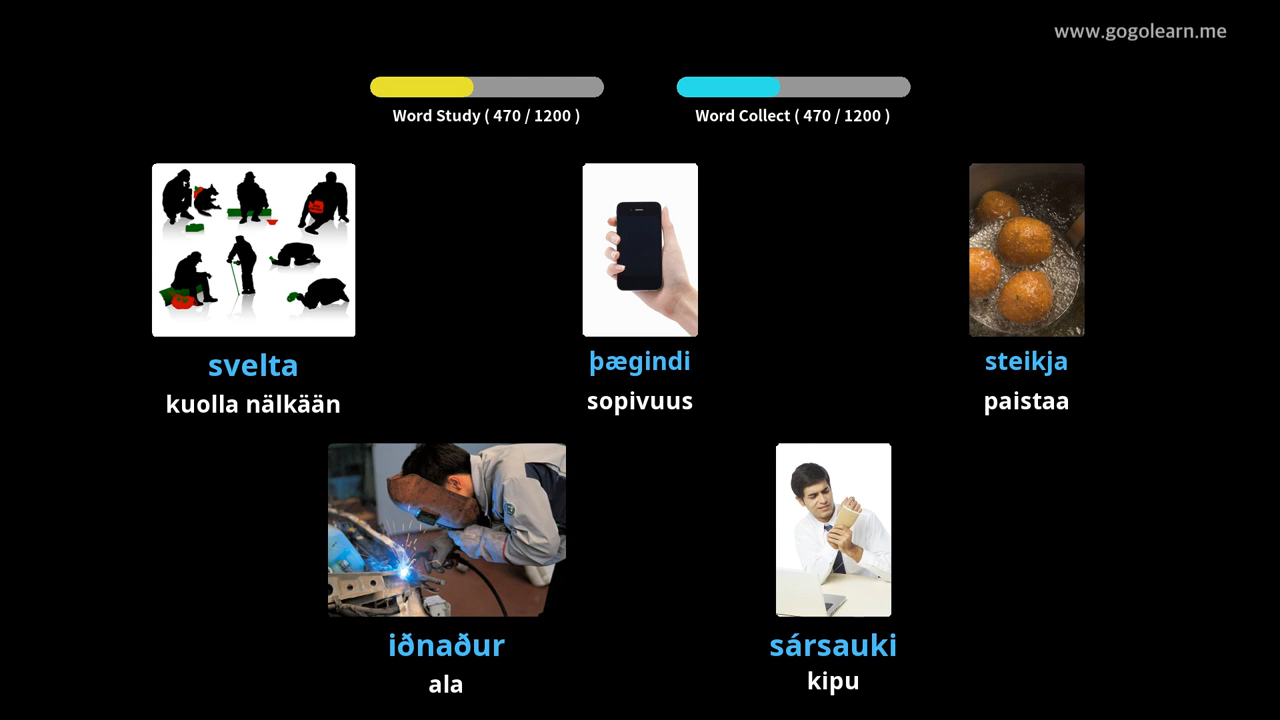 www.gogolearn.me
Word Study ( 470 / 1200 )
Word Collect ( 470 / 1200 )
svelta
kuolla nälkään
þægindi
sopivuus
steikja
paistaa
iðnaður
ala
sársauki
kipu